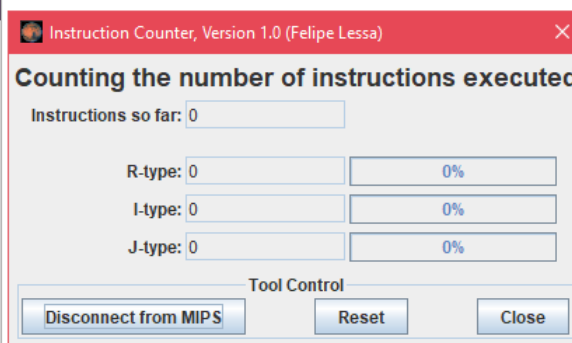 Instruction Counter, Version 1.0 (Felipe Lessa)
Counting the number of instructions executed
Instructions so far: 0
R-type: 0 0%
I-type: 0 0%
J-type: 0 0%
Tool Control
Disconnect from MIPS Reset Close